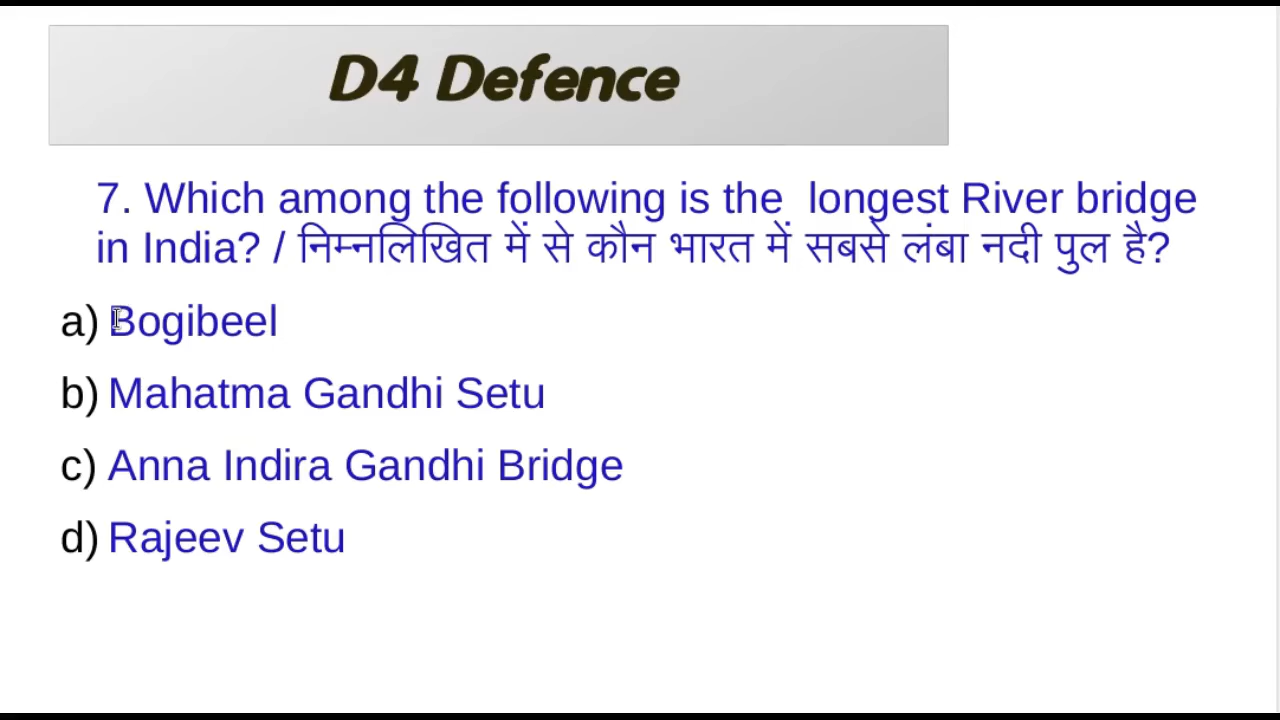 D4 Defence
7. Which among the following is the longest River bridge
in India? / निम्नलिखित में से कौन भारत में सबसे लंबा नदी पुल है?
a) Bogibeel
b) Mahatma Gandhi Setu
c) Anna Indira Gandhi Bridge
d) Rajeev Setu